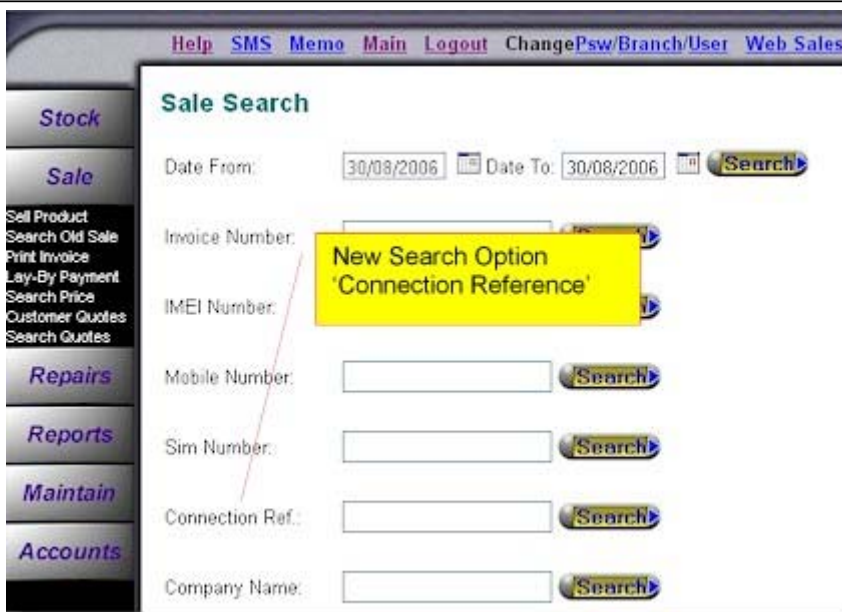 Help SMS Memo Main Logout ChangePsw/Branch/User Web Sales
Stock
Sale
Sell Product
Search Old Sale
Print Invoice
Lay-By Payment
Search Price
Customer Quotes
Search Quotes
Repairs
Reports
Maintain
Accounts
Sale Search
Date From: 30/08/2006 Date To: 30/08/2006 Search
Invoice Number:
New Search Option
‘Connection Reference’
IMEI Number:
Mobile Number: Search
Sim Number: Search
Connection Ref.: Search
Company Name: Search